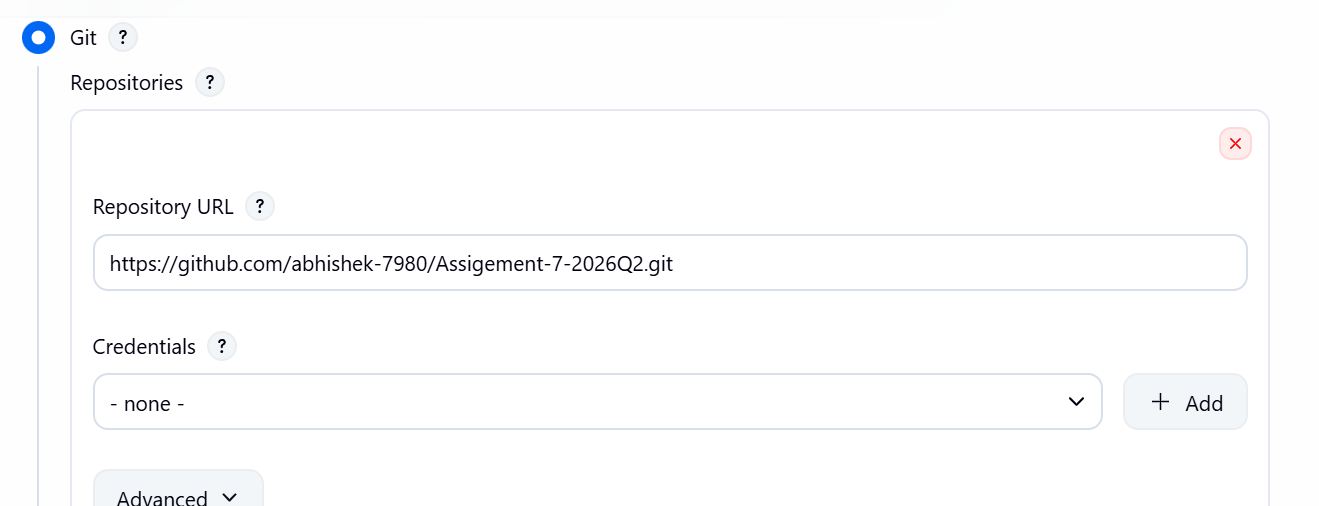 Git ?
Repositories ?
Repository URL ?
https://github.com/abhishek-7980/Assigement-7-2026Q2.git
Credentials ?
- none -
+ Add
Advanced